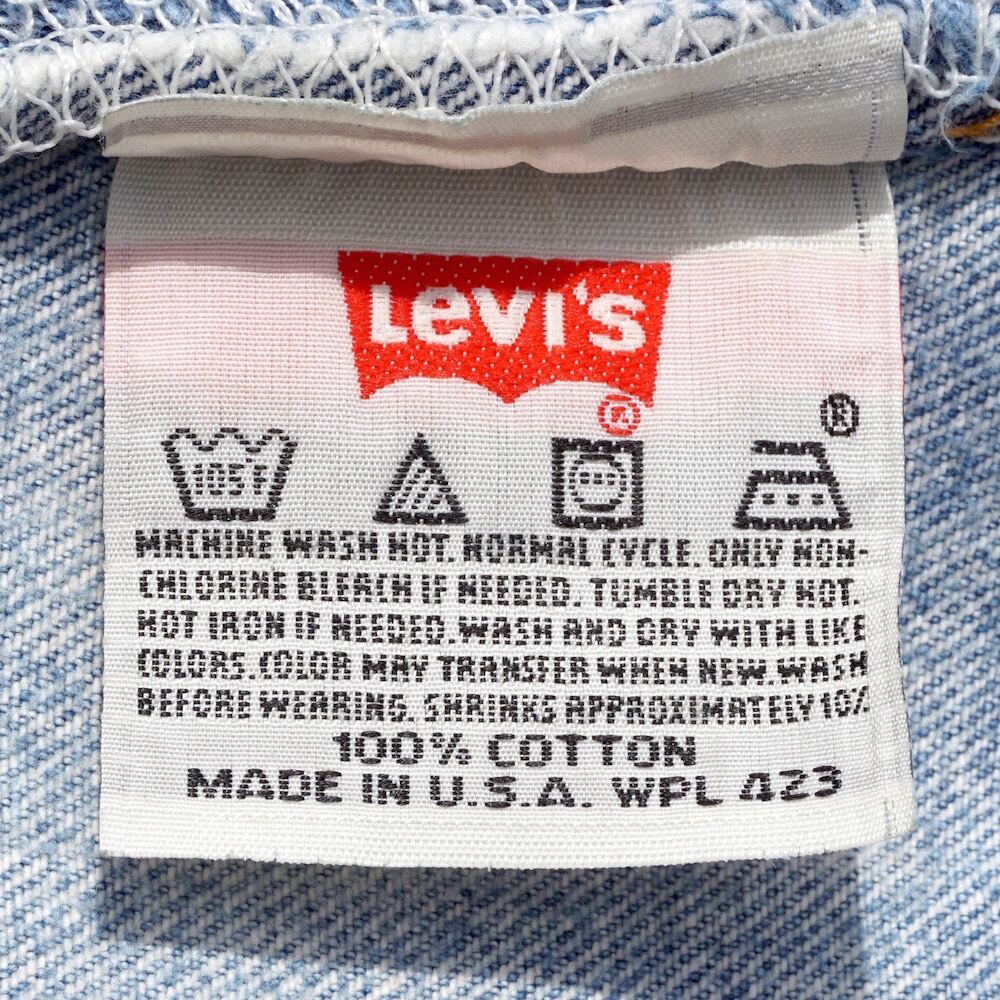 Levi's
®
®
105 F
MACHINE WASH HOT. NORMAL CYCLE. ONLY NON-
CHLORINE BLEACH IF NEEDED. TUMBLE DRY HOT.
HOT IRON IF NEEDED. WASH AND DRY WITH LIKE
COLORS. COLOR MAY TRANSFER WHEN NEW. WASH
BEFORE WEARING. SHRINKS APPROXIMATELY 10%
100% COTTON
MADE IN U.S.A. WPL 423